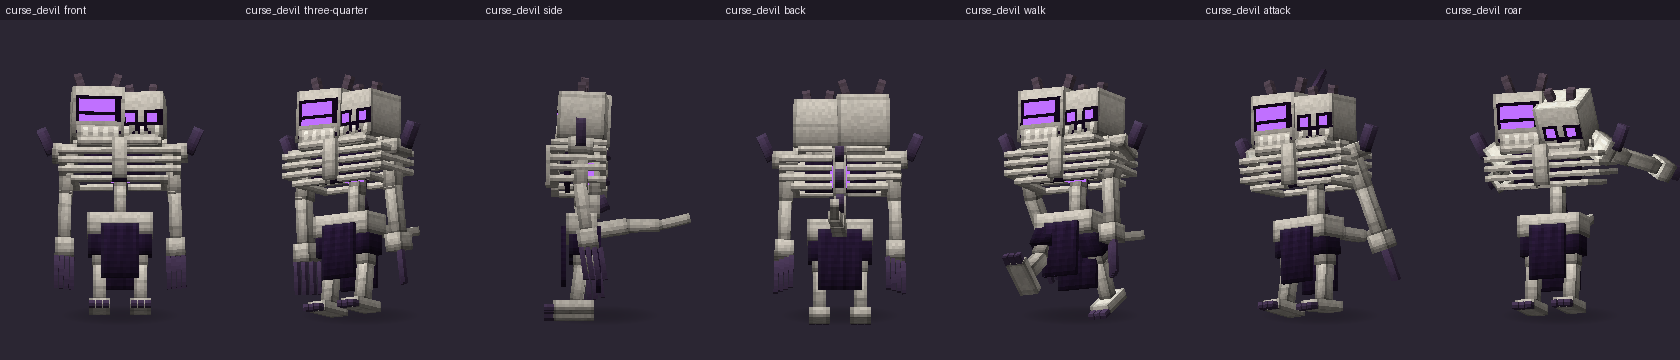 curse_devil front
curse_devil three-quarter
curse_devil side
curse_devil back
curse_devil walk
curse_devil attack
curse_devil roar